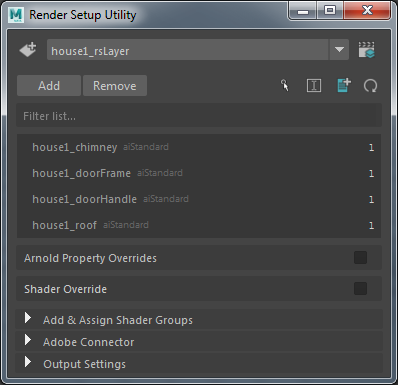 Render Setup Utility
house1_rsLayer
Add Remove
Filter list...
house1_chimney aiStandard 1
house1_doorFrame aiStandard 1
house1_doorHandle aiStandard 1
house1_roof aiStandard 1
Arnold Property Overrides
Shader Override
Add & Assign Shader Groups
Adobe Connector
Output Settings